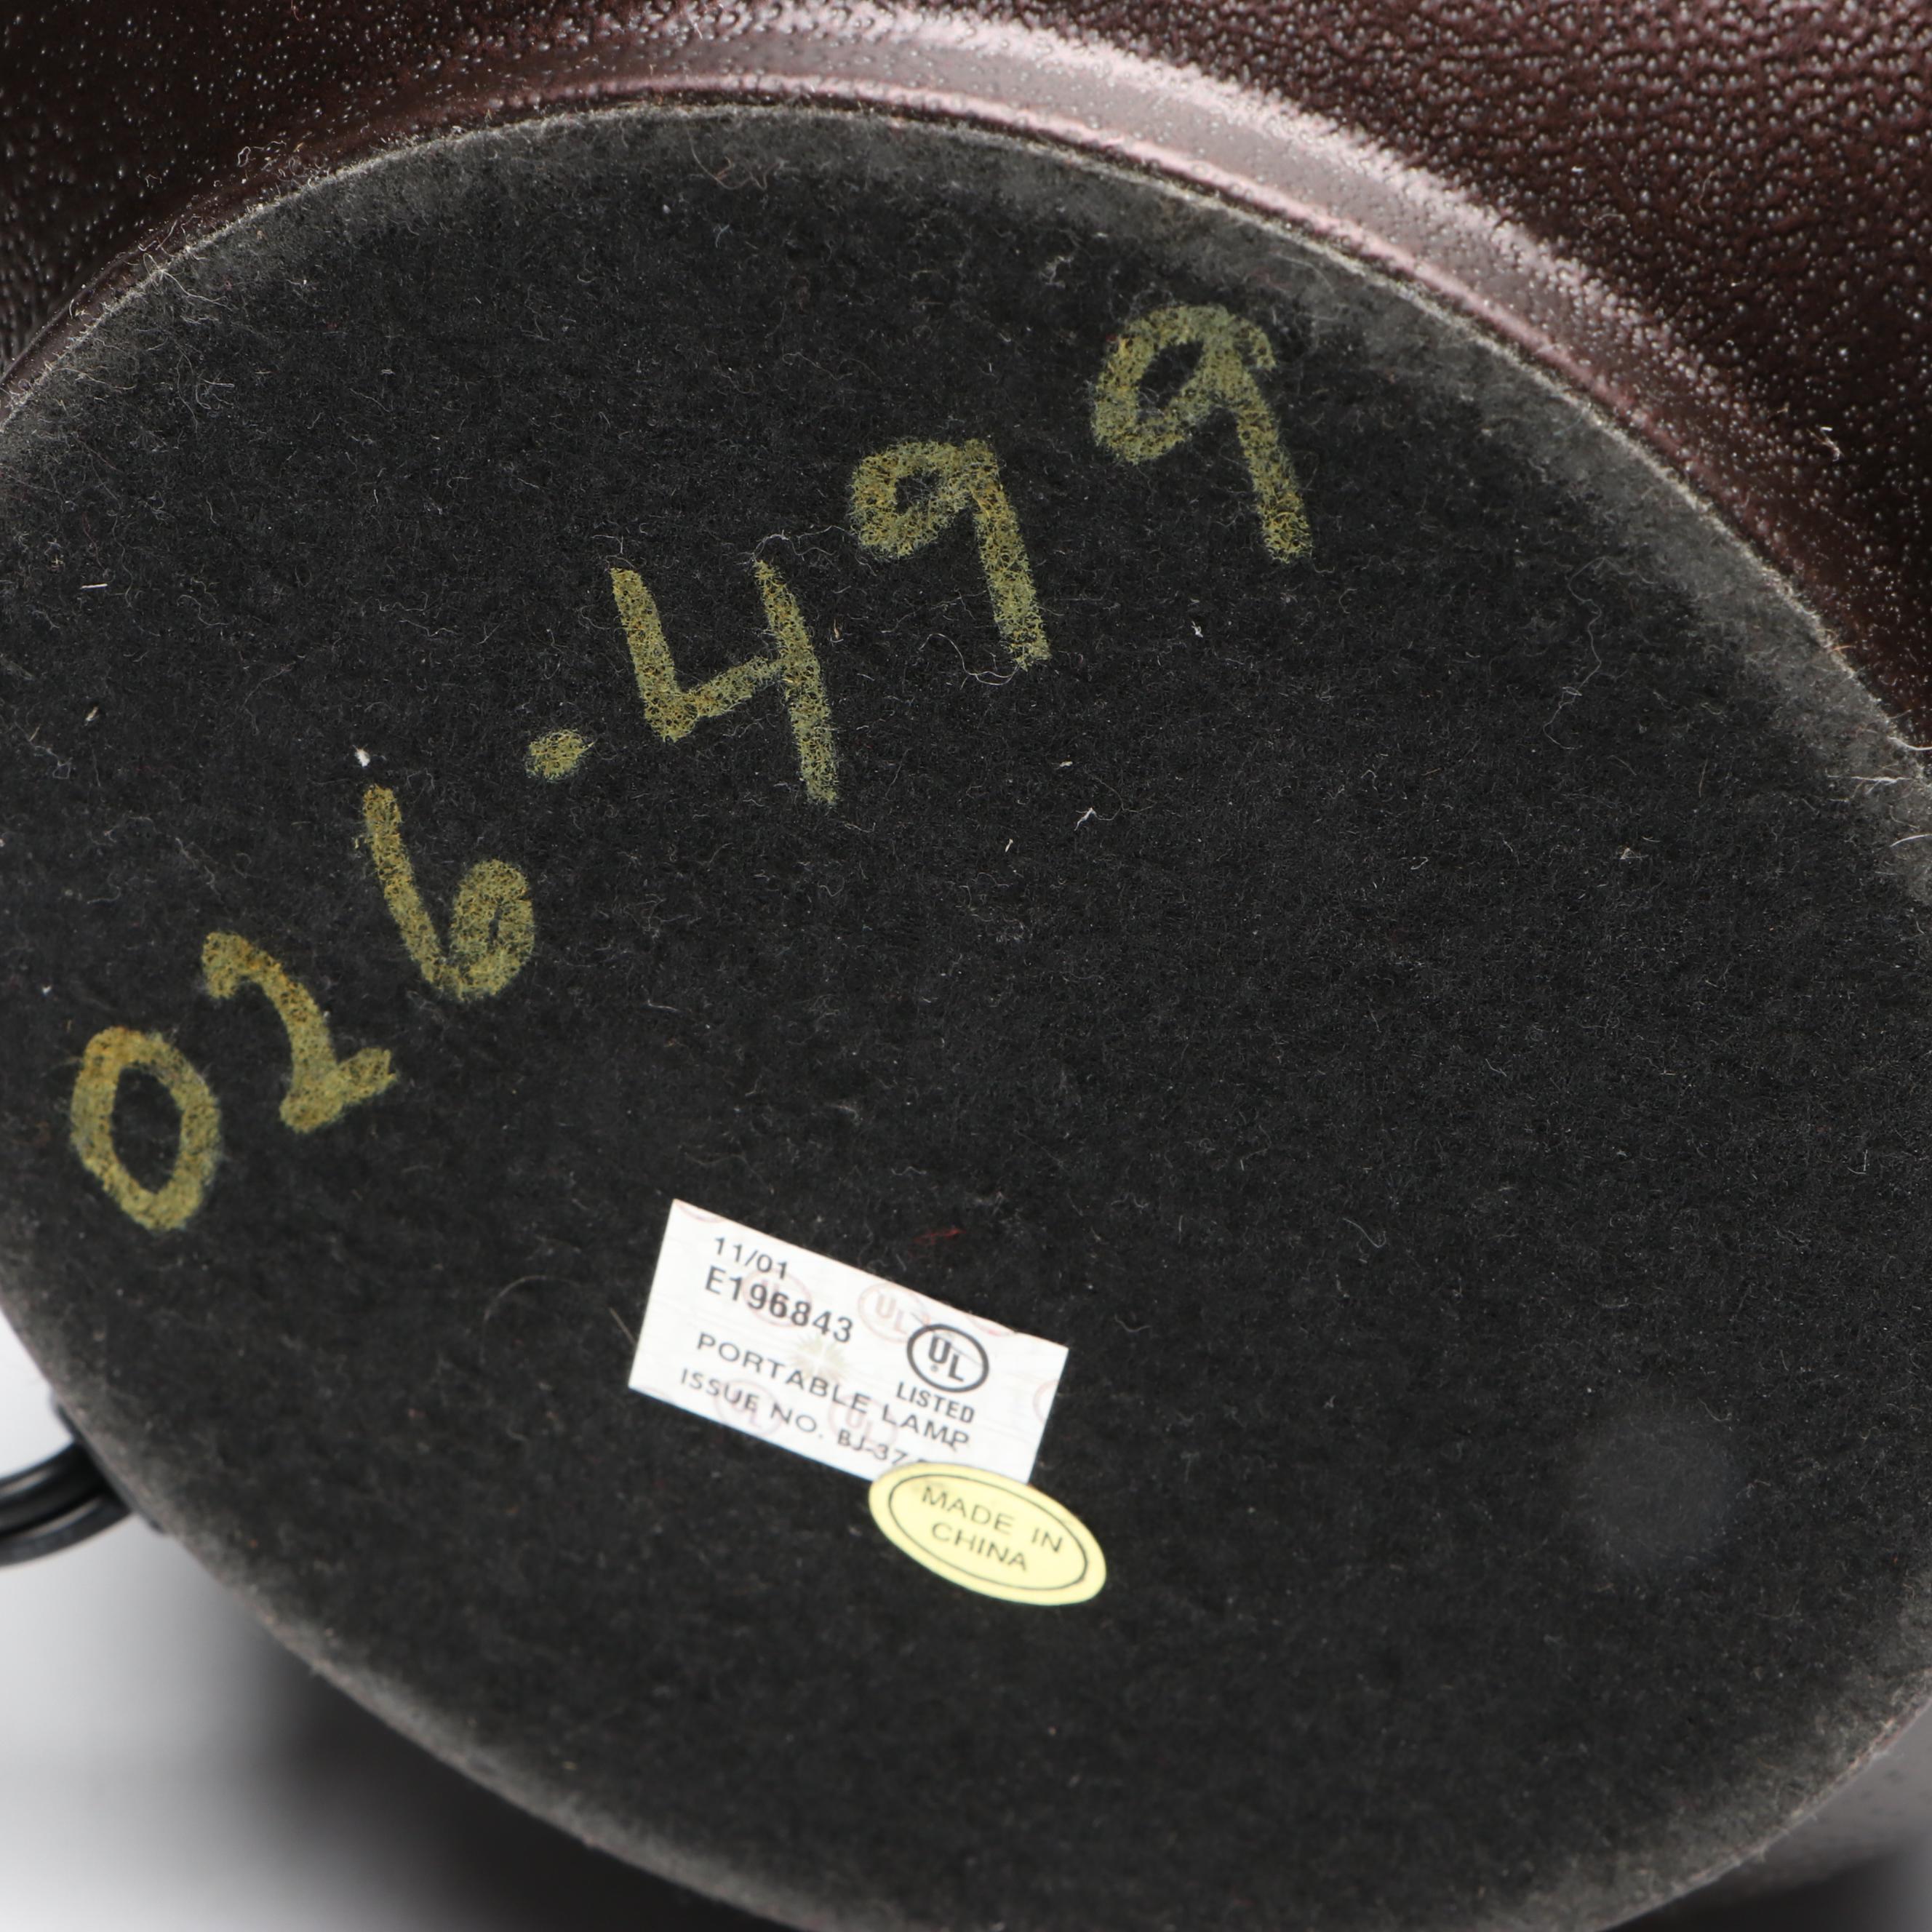 026.499
11/01
E196843
UL
LISTED
PORTABLE LAMP
ISSUE NO. BJ-37
MADE IN
CHINA